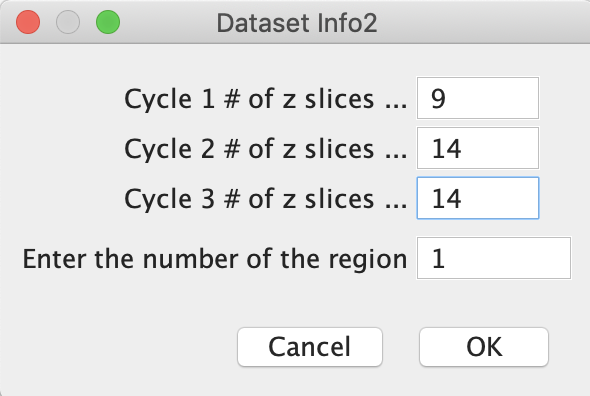 Dataset Info2
Cycle 1 # of z slices ... 9
Cycle 2 # of z slices ... 14
Cycle 3 # of z slices ... 14
Enter the number of the region 1
Cancel OK